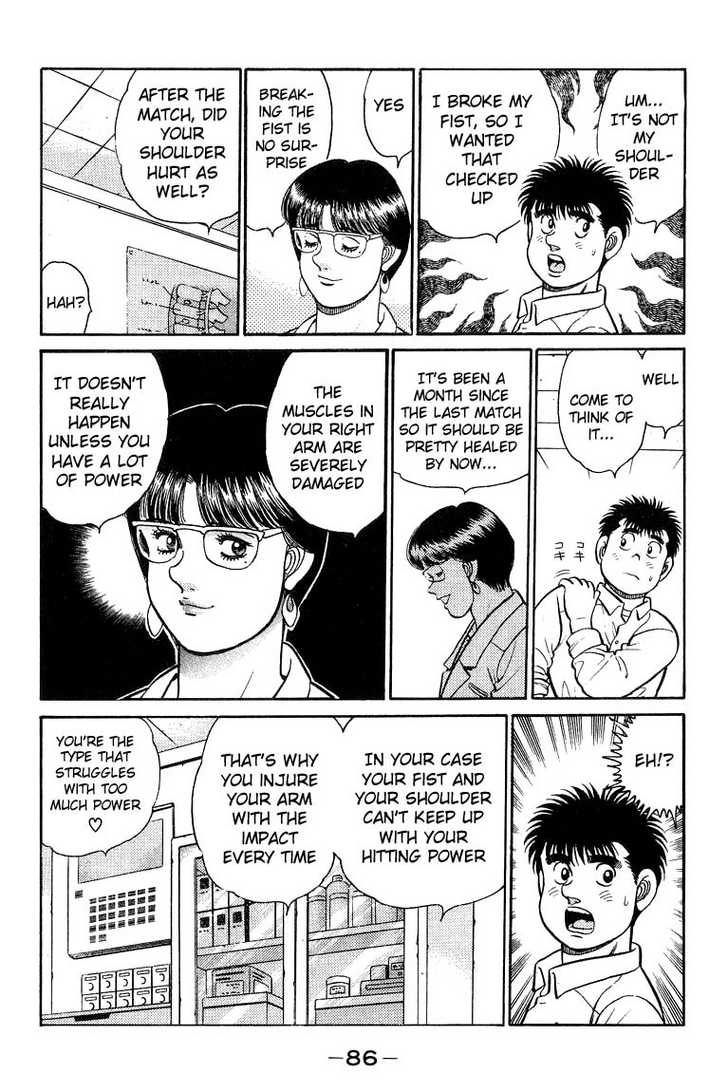 UM...
IT'S NOT
MY
SHOUL-
DER
I BROKE MY
FIST, SO I
WANTED
THAT
CHECKED
UP
YES
BREAK-
ING THE
FIST IS
NO SUR-
PRISE
AFTER THE
MATCH, DID
YOUR
SHOULDER
HURT AS
WELL?
HAH?
WELL
COME TO
THINK OF
IT...
コキ
コキ
IT'S BEEN A
MONTH SINCE
THE LAST MATCH
SO IT SHOULD BE
PRETTY HEALED
BY NOW...
THE
MUSCLES IN
YOUR RIGHT
ARM ARE
SEVERELY
DAMAGED
IT DOESN'T
REALLY
HAPPEN
UNLESS YOU
HAVE A LOT
OF POWER
EH!?
IN YOUR CASE
YOUR FIST AND
YOUR SHOULDER
CAN'T KEEP UP
WITH YOUR
HITTING POWER
THAT'S WHY
YOU INJURE
YOUR ARM
WITH THE
IMPACT
EVERY TIME
YOU'RE THE
TYPE THAT
STRUGGLES
WITH TOO
MUCH POWER
♡
—86—